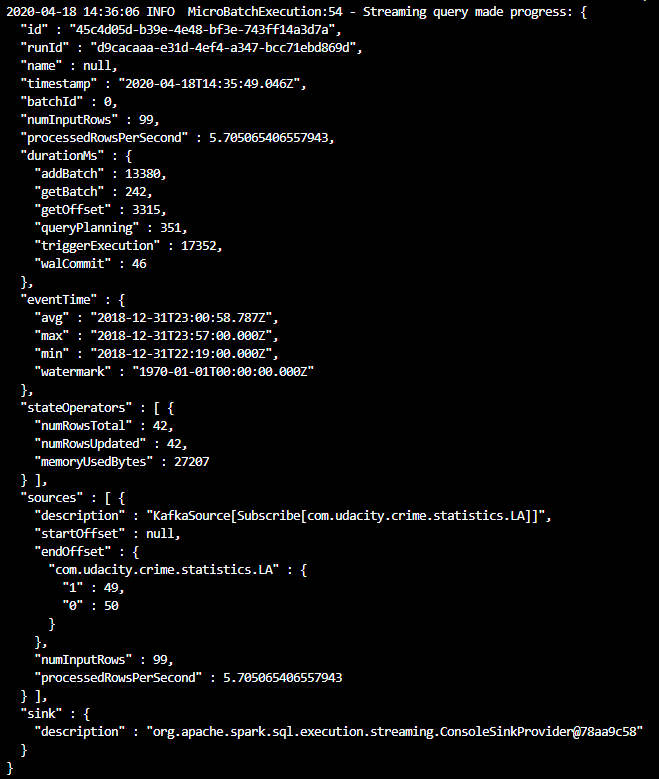 2020-04-18 14:36:06 INFO  MicroBatchExecution:54 - Streaming query made progress: {
  "id" : "45c4d05d-b39e-4e48-bf3e-743ff14a3d7a",
  "runId" : "d9cacaaa-e31d-4ef4-a347-bcc71ebd869d",
  "name" : null,
  "timestamp" : "2020-04-18T14:35:49.046Z",
  "batchId" : 0,
  "numInputRows" : 99,
  "processedRowsPerSecond" : 5.705065406557943,
  "durationMs" : {
    "addBatch" : 13380,
    "getBatch" : 242,
    "getOffset" : 3315,
    "queryPlanning" : 351,
    "triggerExecution" : 17352,
    "walCommit" : 46
  },
  "eventTime" : {
    "avg" : "2018-12-31T23:00:58.787Z",
    "max" : "2018-12-31T23:57:00.000Z",
    "min" : "2018-12-31T22:19:00.000Z",
    "watermark" : "1970-01-01T00:00:00.000Z"
  },
  "stateOperators" : [ {
    "numRowsTotal" : 42,
    "numRowsUpdated" : 42,
    "memoryUsedBytes" : 27207
  } ],
  "sources" : [ {
    "description" : "KafkaSource[Subscribe[com.udacity.crime.statistics.LA]]",
    "startOffset" : null,
    "endOffset" : {
      "com.udacity.crime.statistics.LA" : {
        "1" : 49,
        "0" : 50
      }
    },
    "numInputRows" : 99,
    "processedRowsPerSecond" : 5.705065406557943
  } ],
  "sink" : {
    "description" : "org.apache.spark.sql.execution.streaming.ConsoleSinkProvider@78aa9c58"
  }
}